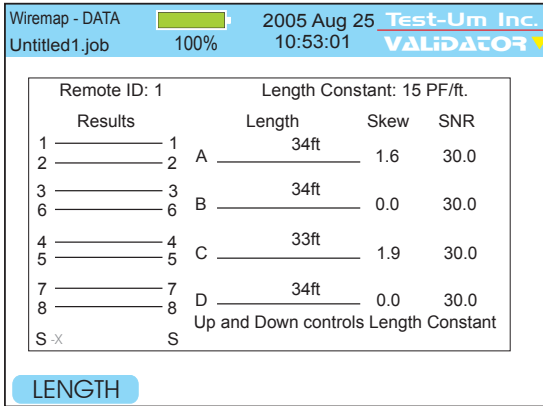 Wiremap - DATA 2005 Aug 25 Test-Um Inc.
Untitled1.job 100% 10:53:01 VALIDATOR
Remote ID: 1 Length Constant: 15 PF/ft.
Results Length Skew SNR
1 1 34ft
2 2 A 1.6 30.0
3 3 34ft
6 6 B 0.0 30.0
4 4 33ft
5 5 C 1.9 30.0
7 7 34ft
8 8 D 0.0 30.0
Up and Down controls Length Constant
S -X S
LENGTH